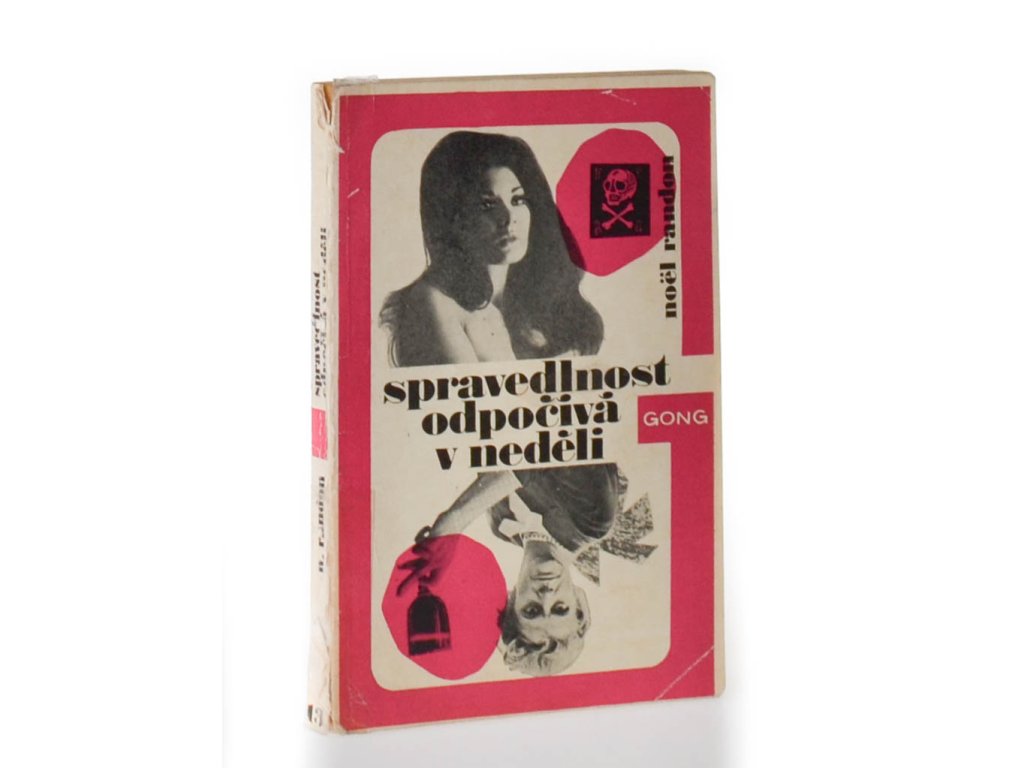 noël randon
spravedlnost
odpočívá
v neděli
GONG
spravedlnost
n. randon